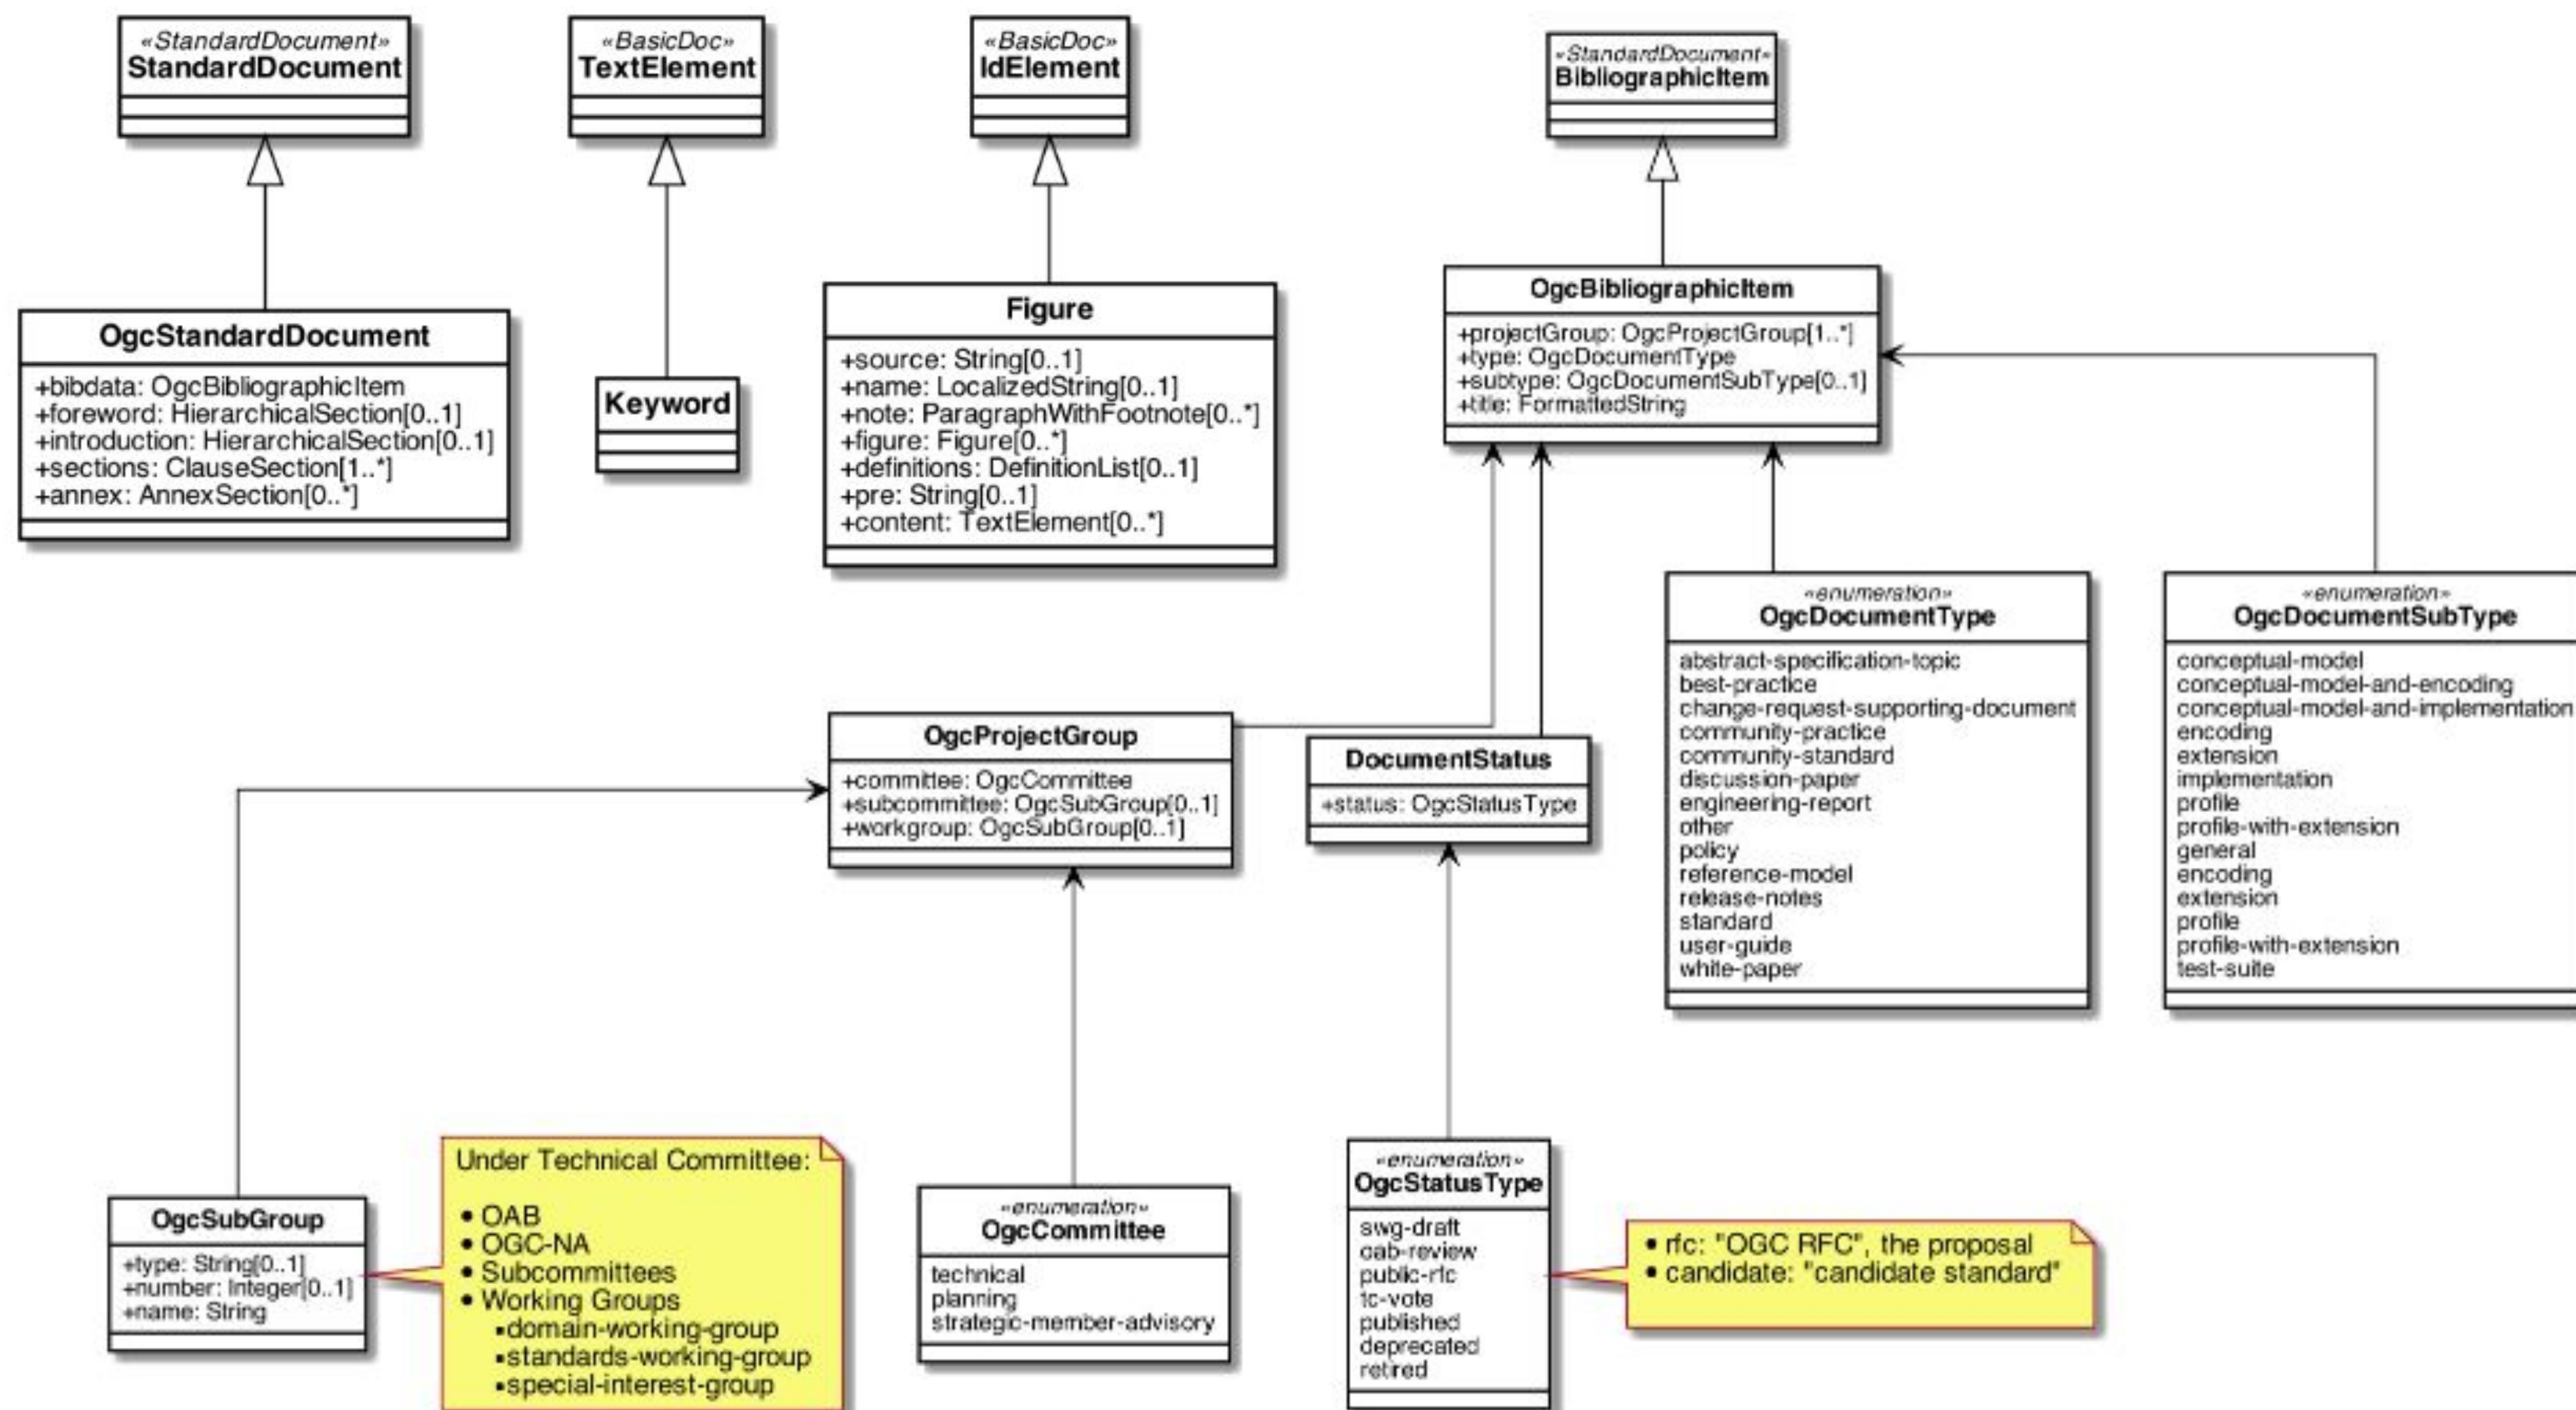 «StandardDocument»
StandardDocument
«BasicDoc»
TextElement
«BasicDoc»
IdElement
«StandardDocument»
BibliographicItem
OgcStandardDocument
+bibdata: OgcBibliographicItem
+foreword: HierarchicalSection[0..1]
+introduction: HierarchicalSection[0..1]
+sections: ClauseSection[1..*]
+annex: AnnexSection[0..*]
Keyword
Figure
+source: String[0..1]
+name: LocalizedString[0..1]
+note: ParagraphWithFootnote[0..*]
+figure: Figure[0..*]
+definitions: DefinitionList[0..1]
+pre: String[0..1]
+content: TextElement[0..*]
OgcBibliographicItem
+projectGroup: OgcProjectGroup[1..*]
+type: OgcDocumentType
+subtype: OgcDocumentSubType[0..1]
+title: FormattedString
OgcProjectGroup
+committee: OgcCommittee
+subcommittee: OgcSubGroup[0..1]
+workgroup: OgcSubGroup[0..1]
DocumentStatus
+status: OgcStatusType
«enumeration»
OgcDocumentType
abstract-specification-topic
best-practice
change-request-supporting-document
community-practice
community-standard
discussion-paper
engineering-report
other
policy
reference-model
release-notes
standard
user-guide
white-paper
«enumeration»
OgcDocumentSubType
conceptual-model
conceptual-model-and-encoding
conceptual-model-and-implementation
encoding
extension
implementation
profile
profile-with-extension
general
encoding
extension
profile
profile-with-extension
test-suite
OgcSubGroup
+type: String[0..1]
+number: Integer[0..1]
+name: String
Under Technical Committee:
• OAB
• OGC-NA
• Subcommittees
• Working Groups
▪domain-working-group
▪standards-working-group
▪special-interest-group
«enumeration»
OgcCommittee
technical
planning
strategic-member-advisory
«enumeration»
OgcStatusType
swg-draft
oab-review
public-rfc
tc-vote
published
deprecated
retired
• rfc: "OGC RFC", the proposal
• candidate: "candidate standard"